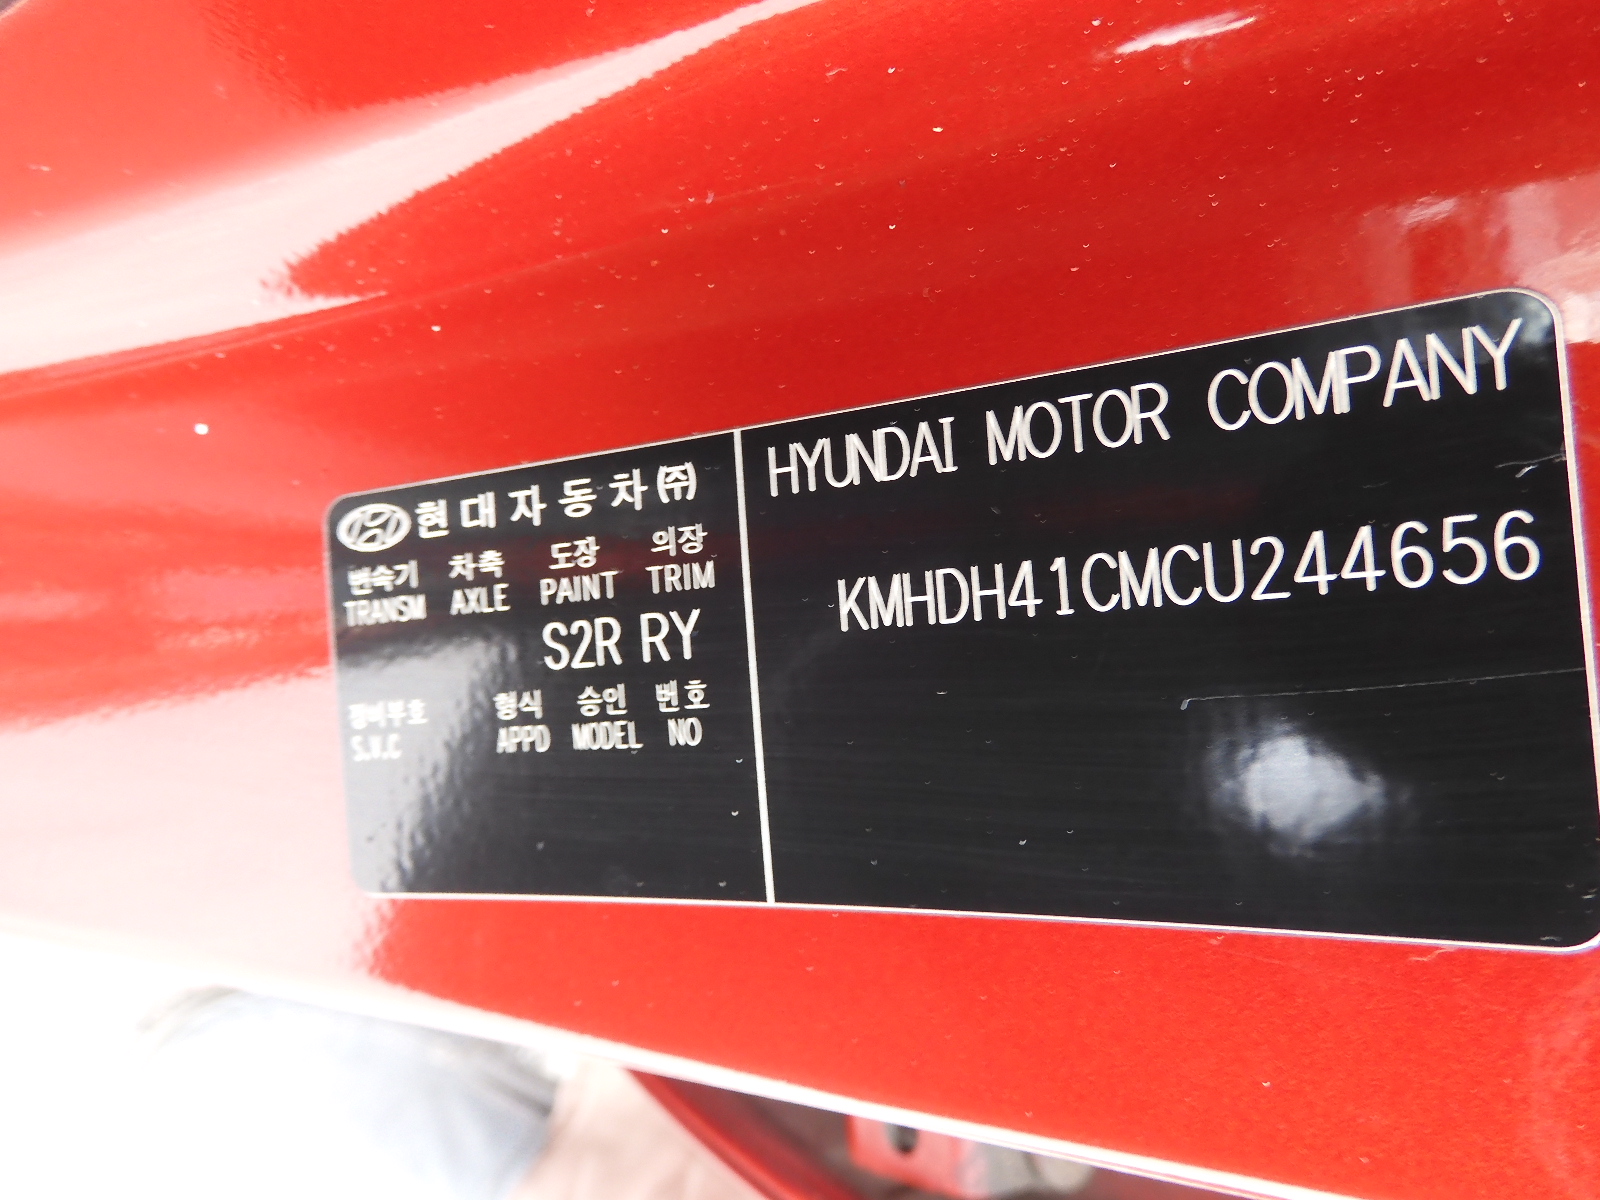 현대자동차㈜
변속기 차축 도장 의장
TRANSM AXLE PAINT TRIM
S2R RY
정비부호 형식 승인 번호
S.V.C APPD MODEL NO
HYUNDAI MOTOR COMPANY
KMHDH41CMCU244656